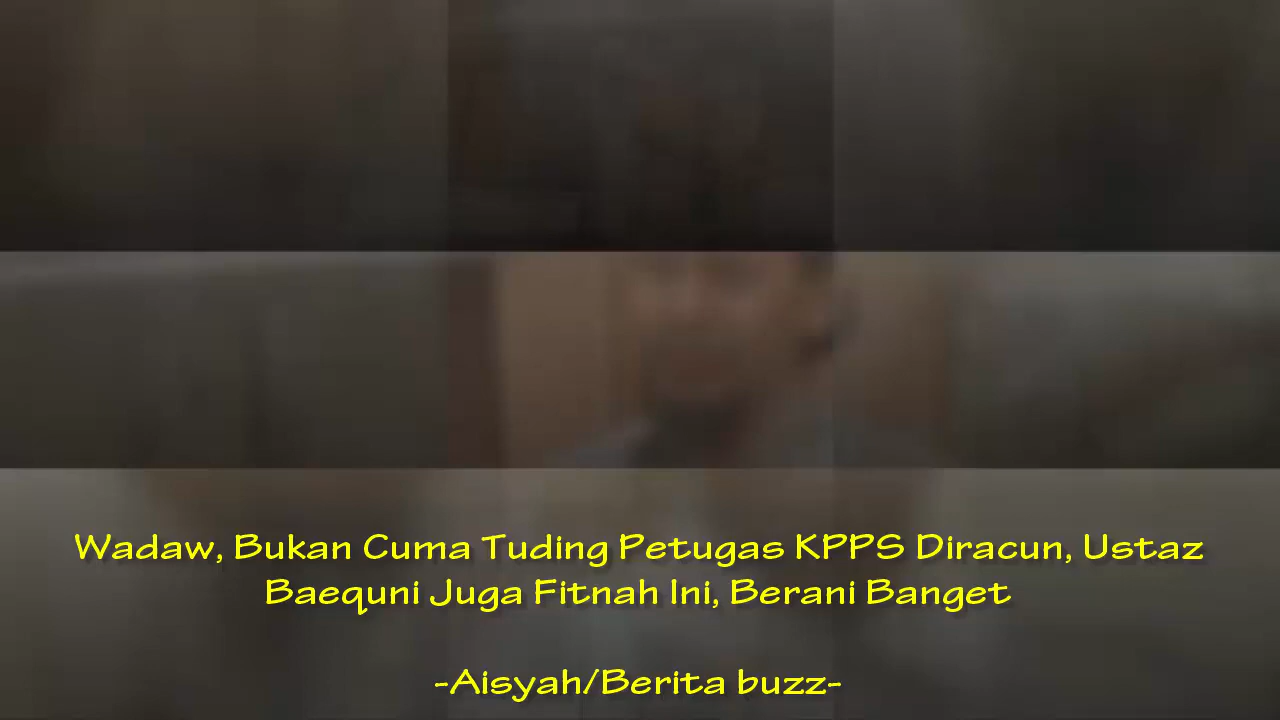 Wadaw, Bukan Cuma Tuding Petugas KPPS Diracun, Ustaz
Baequni Juga Fitnah Ini, Berani Banget
-Aisyah/Berita buzz-